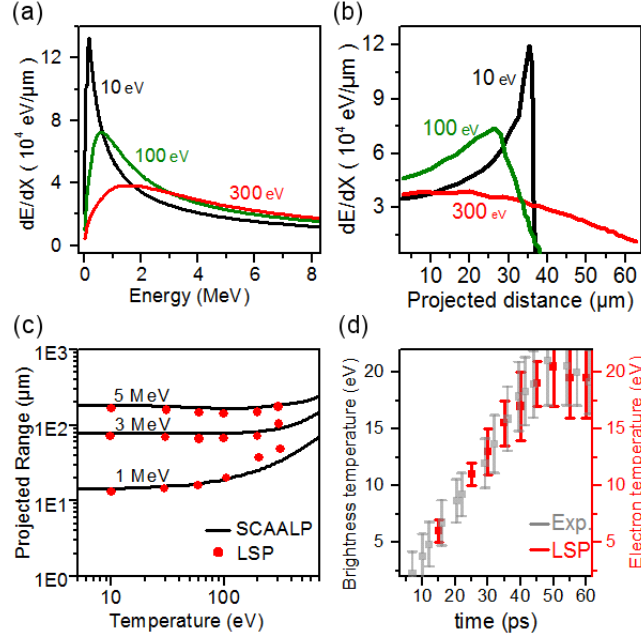 (a)
dE/dX ( 10⁴ eV/μm)
12
8
4
0
10 eV
100 eV
300 eV
0 2 4 6 8
Energy (MeV)
(b)
dE/dX ( 10⁴ eV/μm)
12
9
6
3
10 eV
100 eV
300 eV
10 20 30 40 50 60
Projected distance (μm)
(c)
Projected Range (μm)
1E3
1E2
1E1
1E0
5 MeV
3 MeV
1 MeV
SCAALP
LSP
10 100
Temperature (eV)
(d)
Brightness temperature (eV)
20
15
10
5
Electron temperature (eV)
20
15
10
5
Exp
LSP
10 20 30 40 50 60
time (ps)